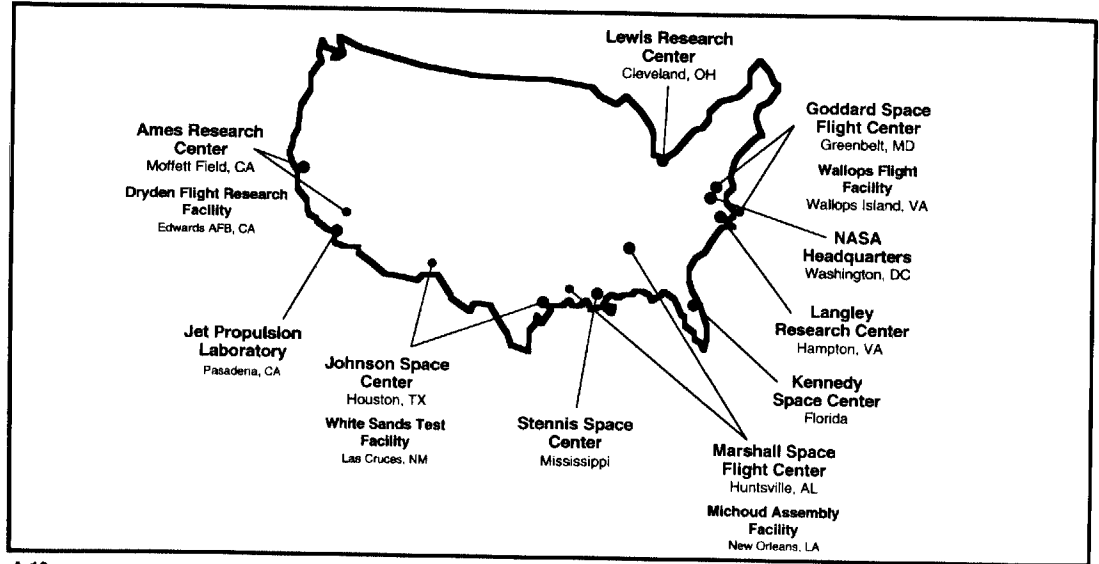 Lewis Research
Center
Cleveland, OH
Goddard Space
Flight Center
Greenbelt, MD
Wallops Flight
Facility
Wallops Island, VA
NASA
Headquarters
Washington, DC
Langley
Research Center
Hampton, VA
Kennedy
Space Center
Florida
Marshall Space
Flight Center
Huntsville, AL
Michoud Assembly
Facility
New Orleans, LA
Stennis Space
Center
Mississippi
Johnson Space
Center
Houston, TX
White Sands Test
Facility
Las Cruces, NM
Jet Propulsion
Laboratory
Pasadena, CA
Ames Research
Center
Moffett Field, CA
Dryden Flight Research
Facility
Edwards AFB, CA